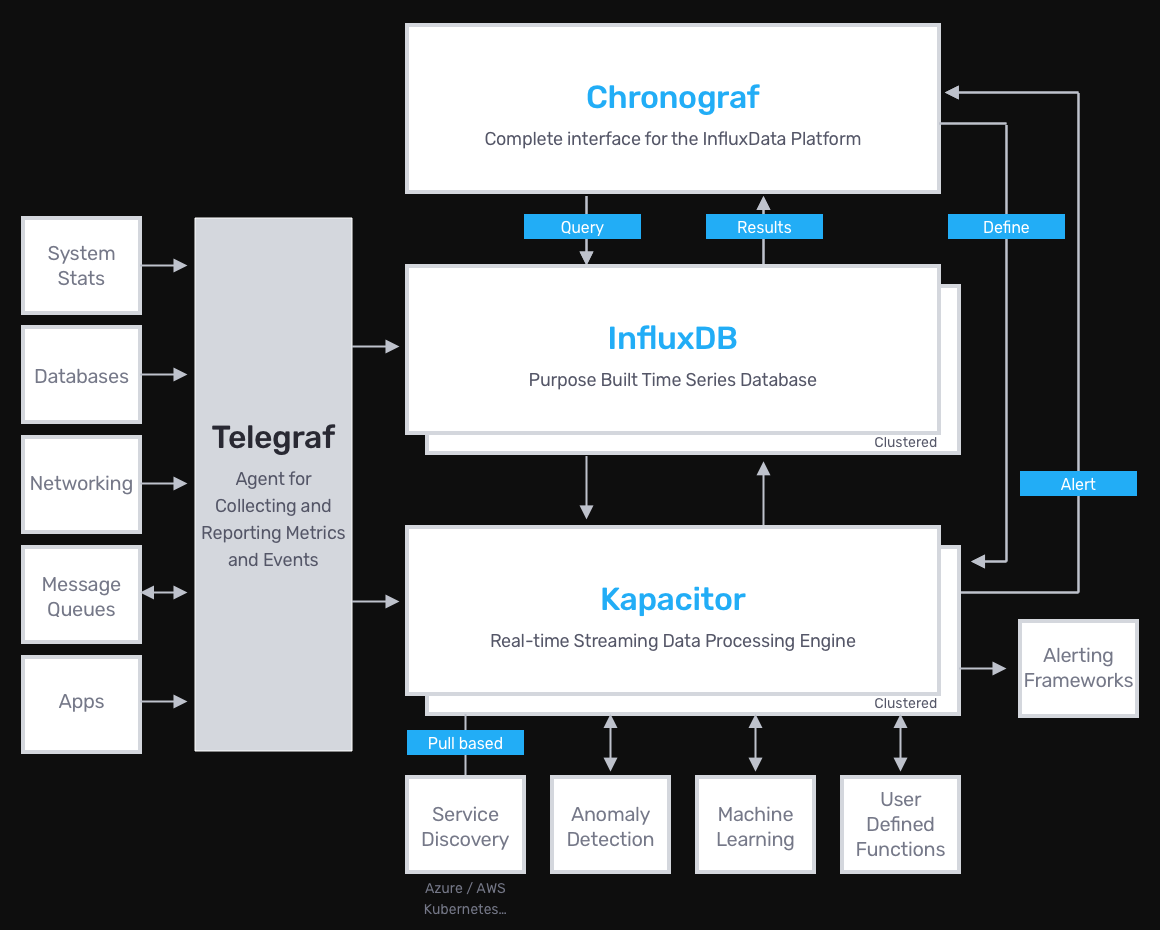 Chronograf
Complete interface for the InfluxData Platform
Query
Results
Define
System
Stats
Databases
Networking
Message
Queues
Apps
Telegraf
Agent for
Collecting and
Reporting Metrics
and Events
InfluxDB
Purpose Built Time Series Database
Clustered
Alert
Kapacitor
Real-time Streaming Data Processing Engine
Clustered
Alerting
Frameworks
Pull based
Service
Discovery
Anomaly
Detection
Machine
Learning
User
Defined
Functions
Azure / AWS
Kubernetes…